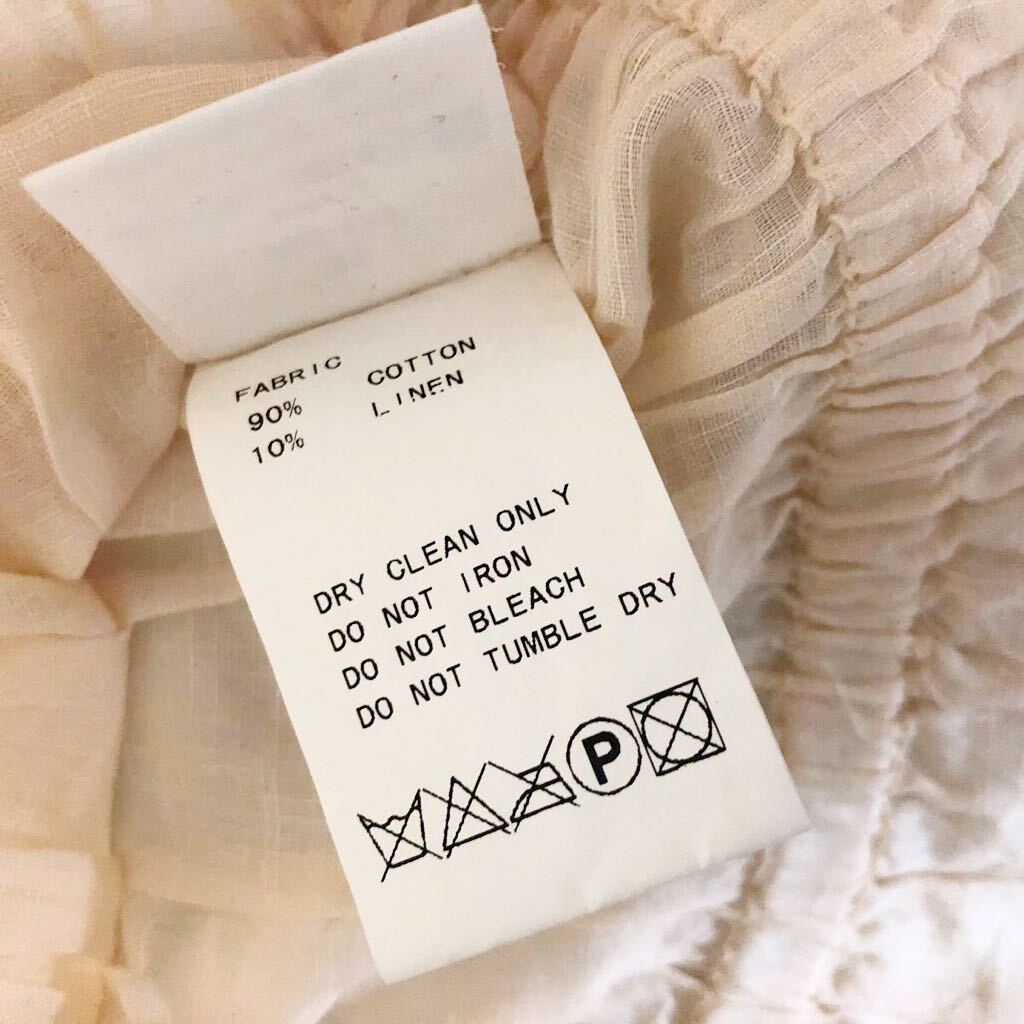 FABRIC
90% COTTON
10% LINEN
DRY CLEAN ONLY
DO NOT IRON
DO NOT BLEACH
DO NOT TUMBLE DRY
P